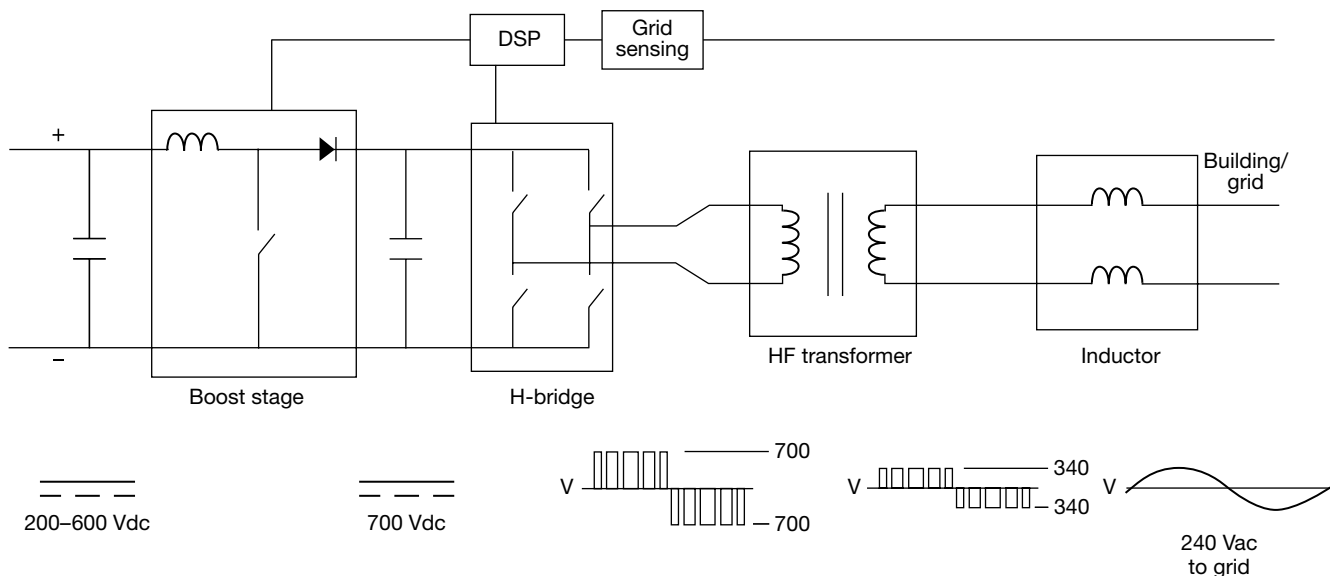 DSP
Grid
sensing
+
−
Building/
grid
Boost stage
H-bridge
HF transformer
Inductor
200–600 Vdc
700 Vdc
V
700
700
V
340
340
V
240 Vac
to grid